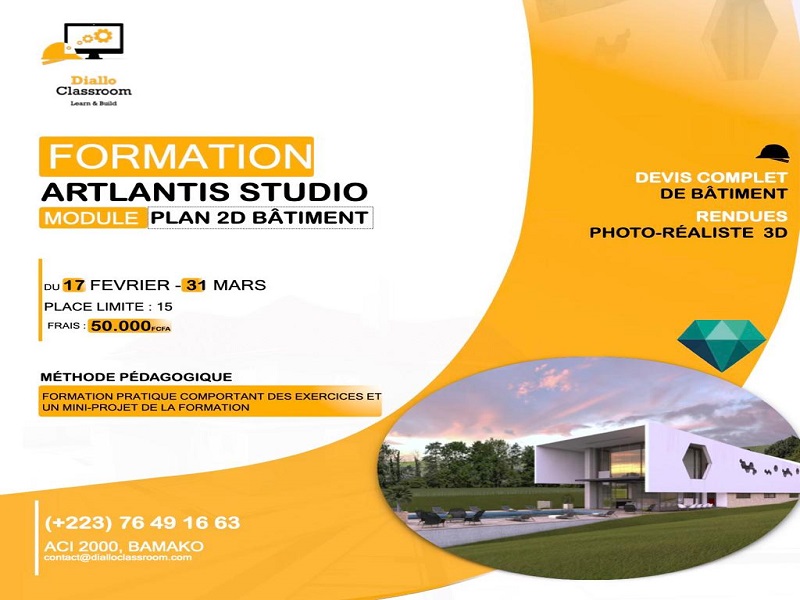 Diallo
Classroom
Learn & Build
FORMATION
ARTLANTIS STUDIO
MODULE PLAN 2D BÂTIMENT
DU 17 FEVRIER -31 MARS
PLACE LIMITE : 15
FRAIS : 50.000FCFA
MÉTHODE PÉDAGOGIQUE
FORMATION PRATIQUE COMPORTANT DES EXERCICES ET
UN MINI-PROJET DE LA FORMATION
DEVIS COMPLET
DE BÂTIMENT
RENDUES
PHOTO-RÉALISTE 3D
(+223) 76 49 16 63
ACI 2000, BAMAKO
contact@dialloclassroom.com